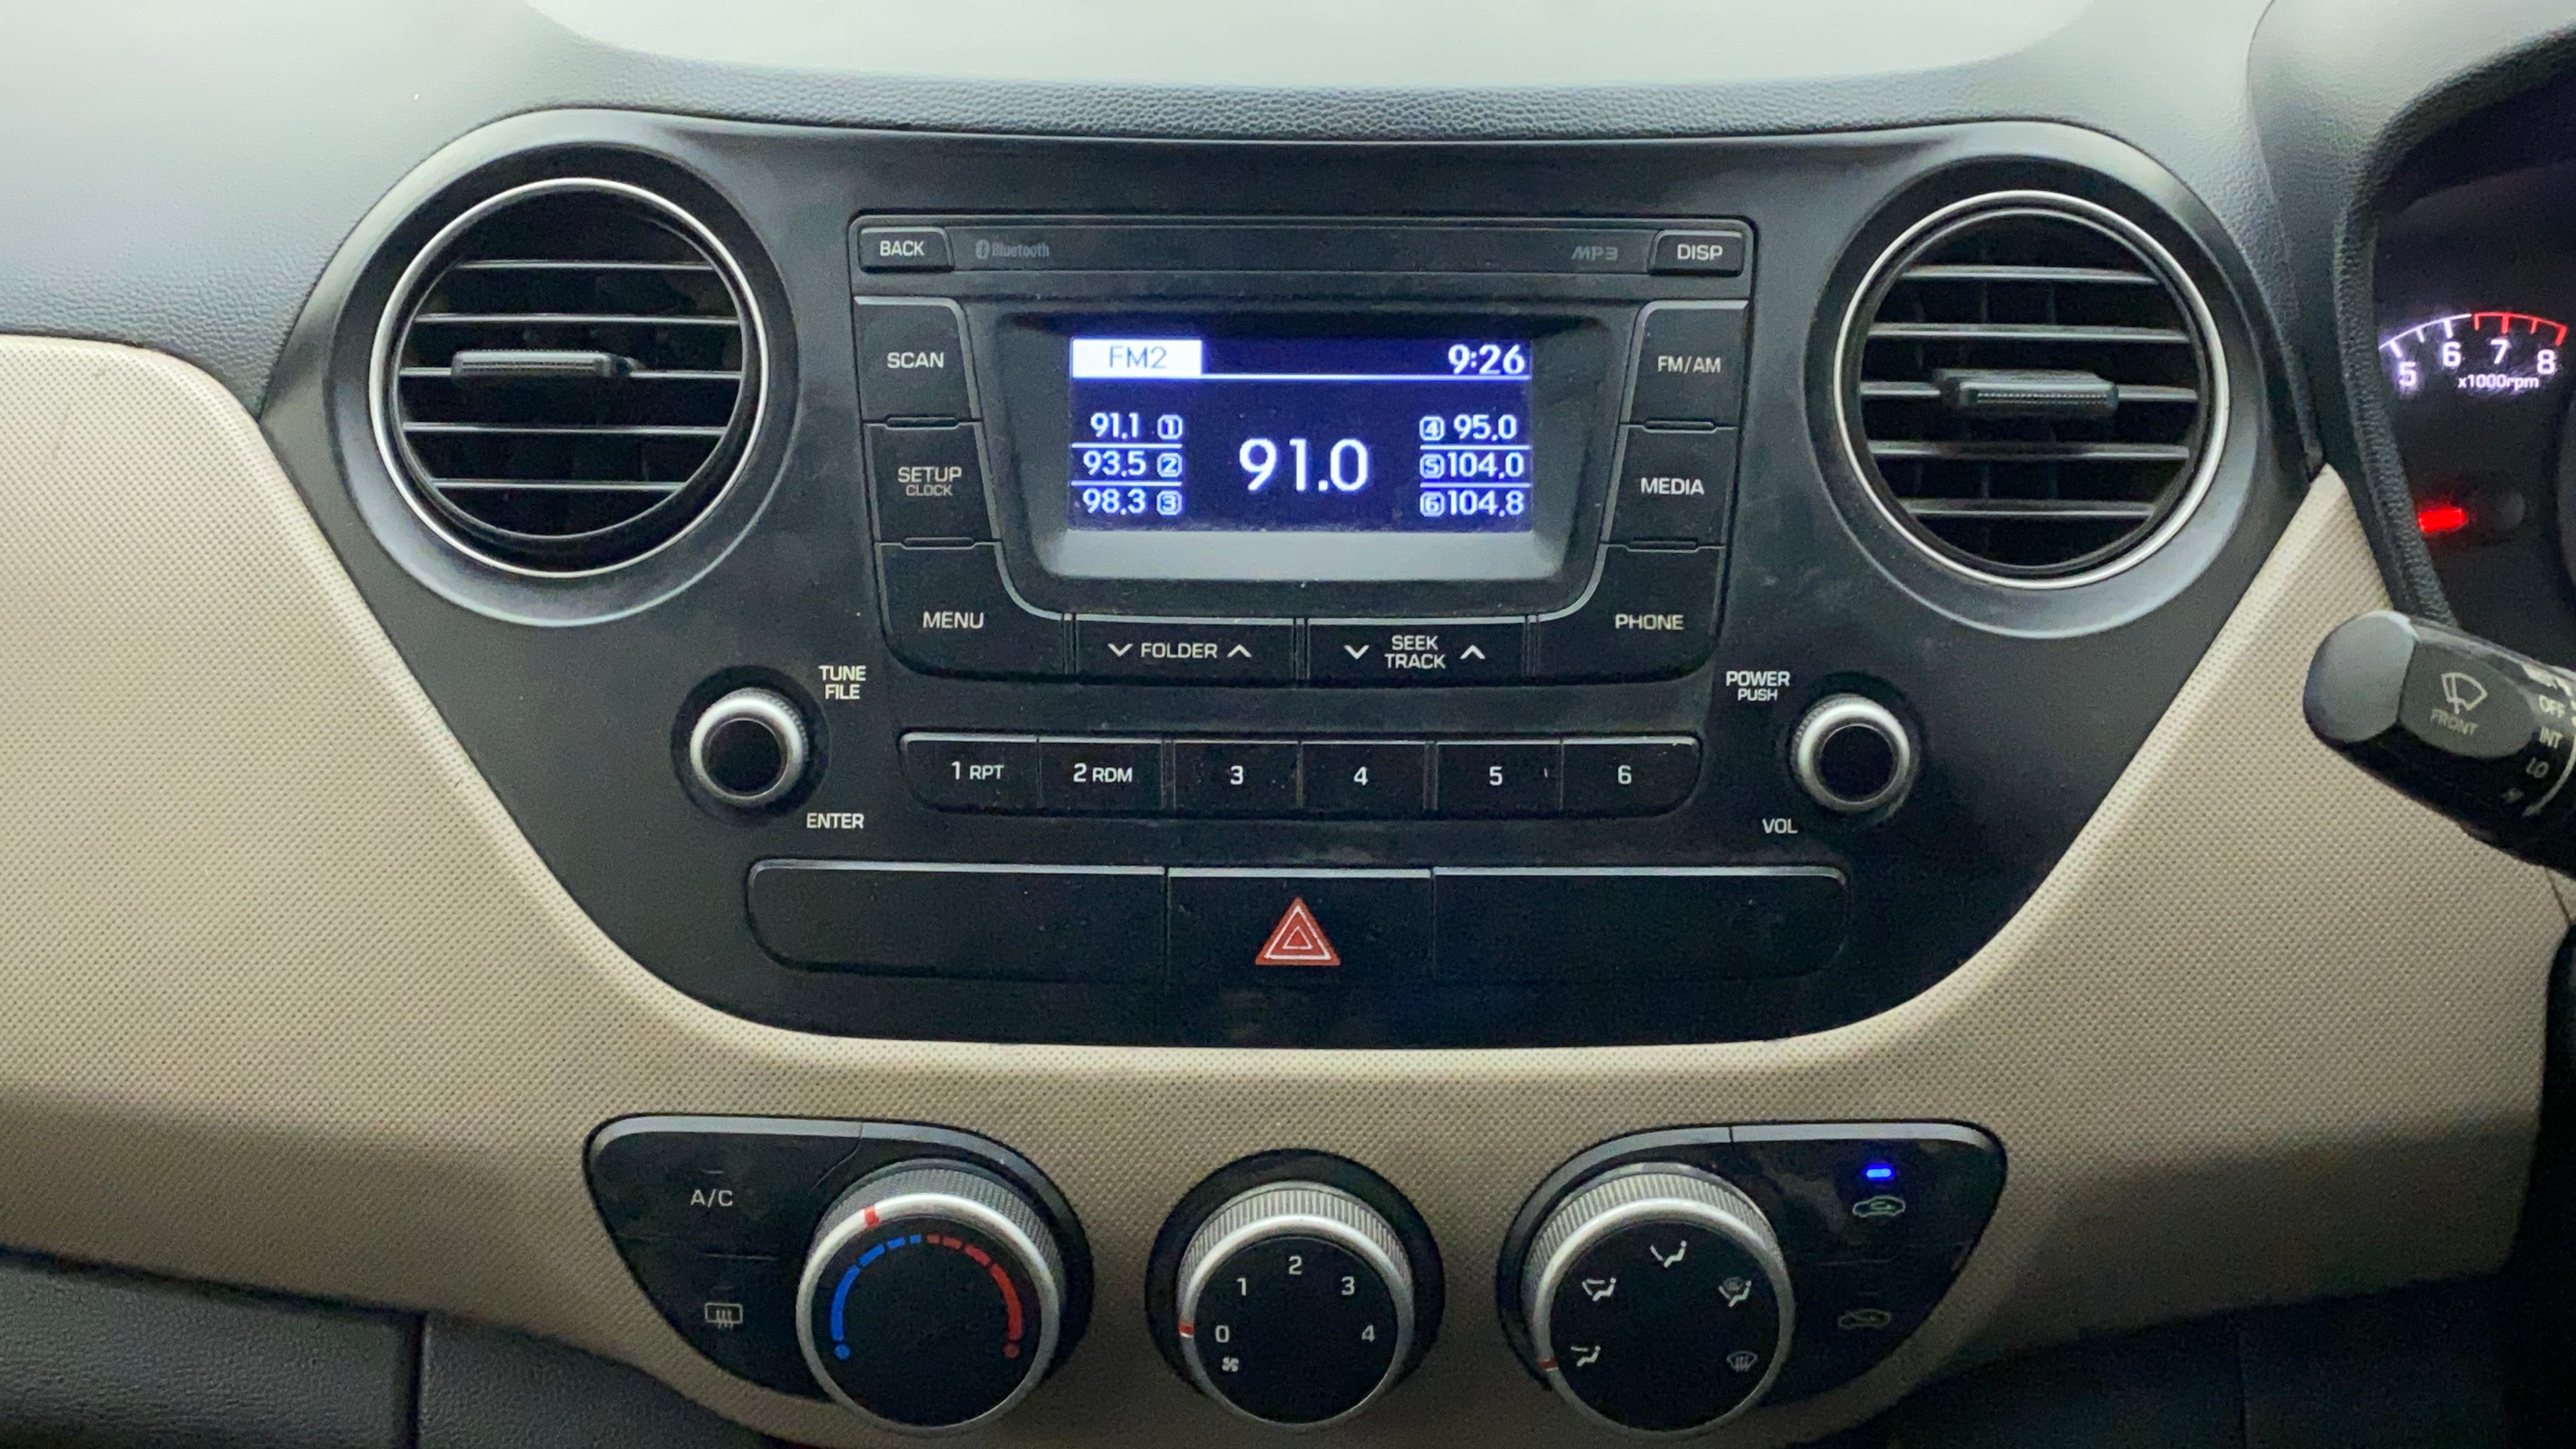 BACK
Bluetooth
MP3
DISP
SCAN
FM2
9:26
FM/AM
5 6 7 8
x1000rpm
91.1 1
93.5 2
98.3 3
91.0
4 95.0
5 104.0
6 104.8
SETUP
CLOCK
MEDIA
MENU
FOLDER
SEEK
TRACK
PHONE
TUNE
FILE
POWER
PUSH
FRONT
OFF
INT
LO
1 RPT
2 RDM
3
4
5
6
ENTER
VOL
A/C
0
1
2
3
4